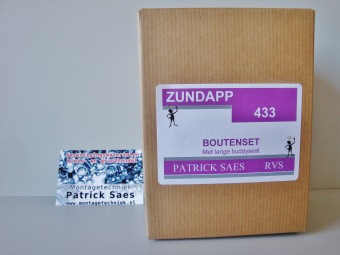 ZUNDAPP
433
BOUTENSET
Met lange buddyseat
PATRICK SAES RVS
Montagetechniek
Patrick Saes
www.montagetechniek.nl